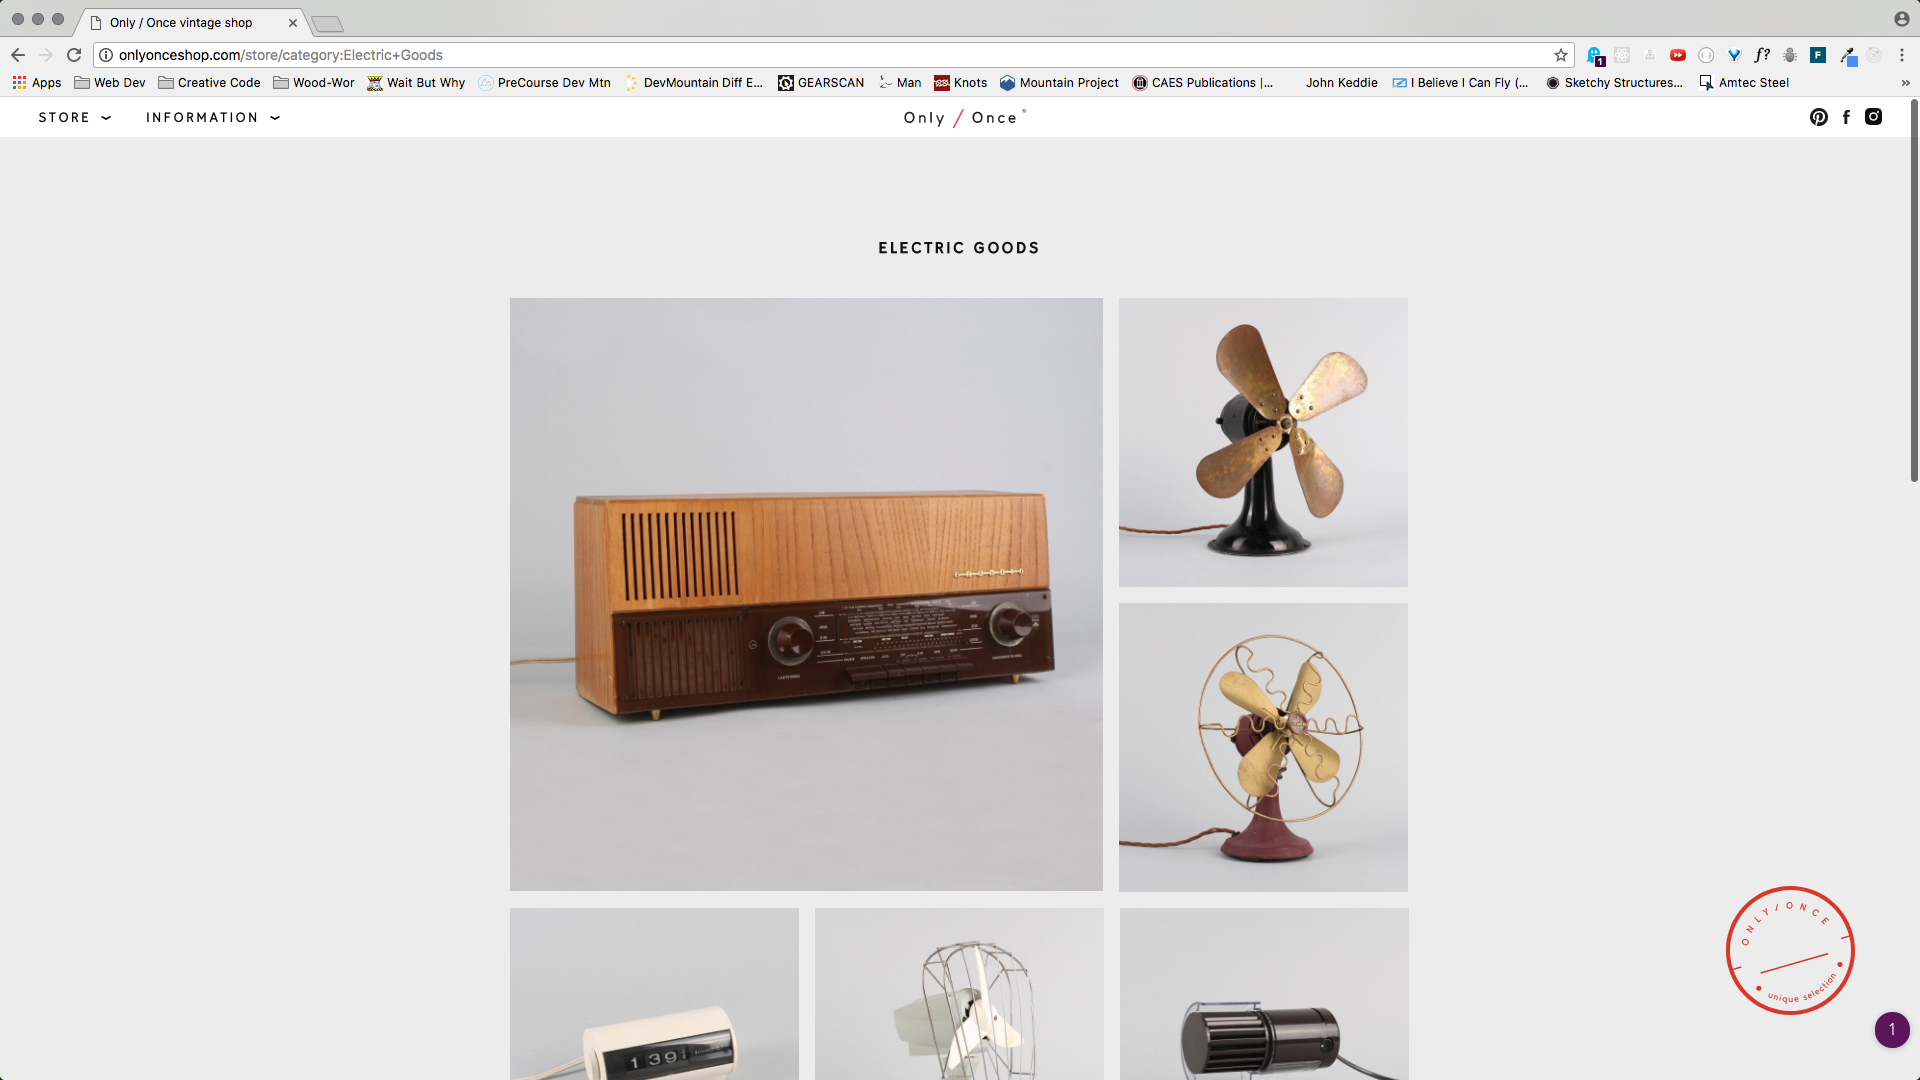 Only / Once vintage shop
onlyonceshop.com/store/category:Electric+Goods
1
f?
F
Apps
Web Dev
Creative Code
Wood-Wor
Wait But Why
PreCourse Dev Mtn
DevMountain Diff E...
GEARSCAN
Man
Knots
Mountain Project
CAES Publications |...
John Keddie
I Believe I Can Fly (...
Sketchy Structures...
Amtec Steel
»
STORE
INFORMATION
Only / Once
ELECTRIC GOODS
1 39
ONLY/ONCE
unique selection
1